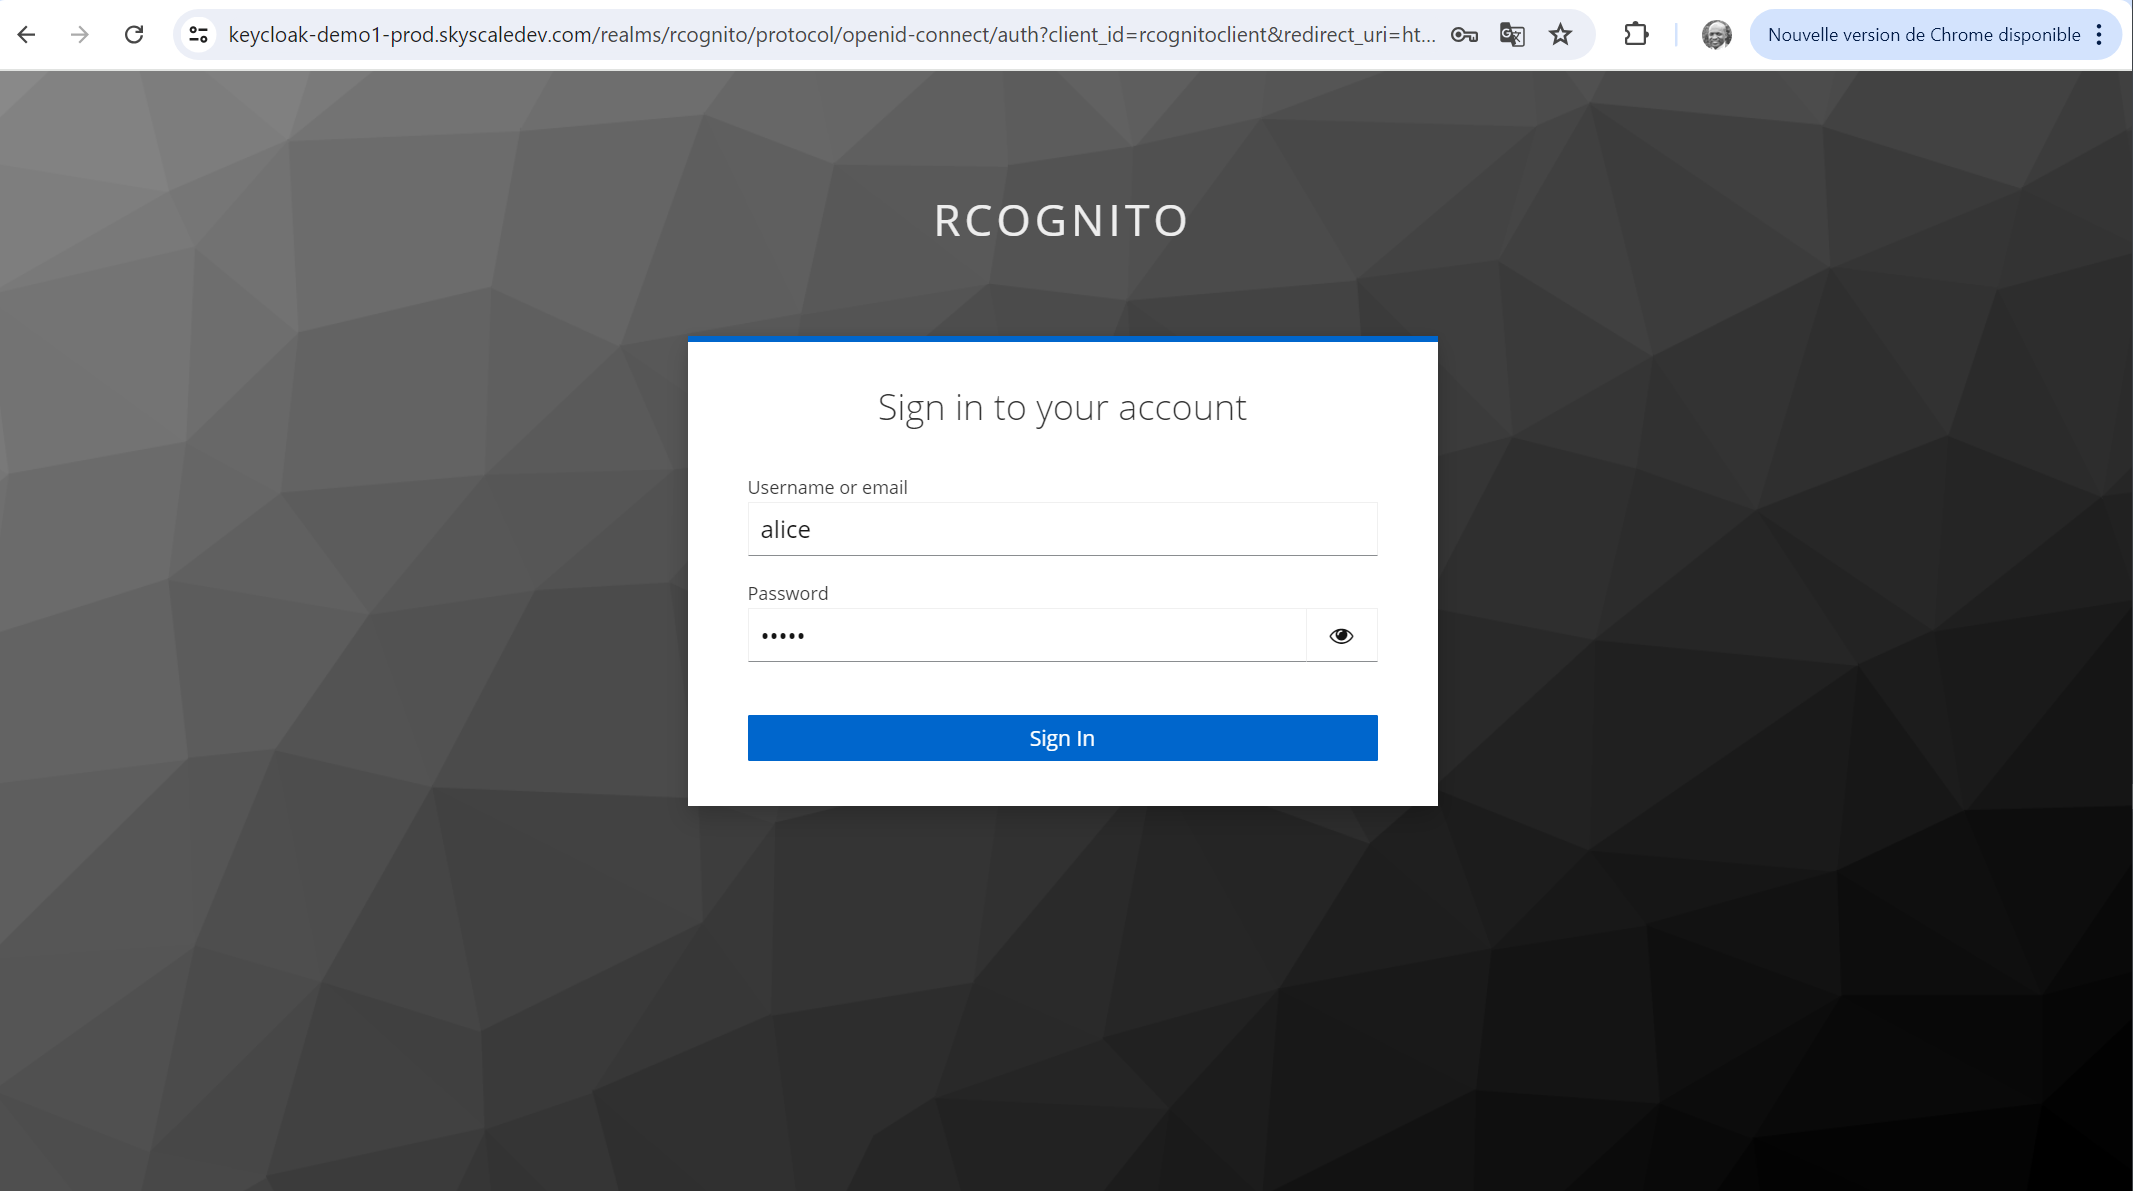 keycloak-demo1-prod.skyscaledev.com/realms/rcognito/protocol/openid-connect/auth?client_id=rcognitoclient&redirect_uri=ht...
Nouvelle version de Chrome disponible
RCOGNITO
Sign in to your account
Username or email
alice
Password
•••••
Sign In